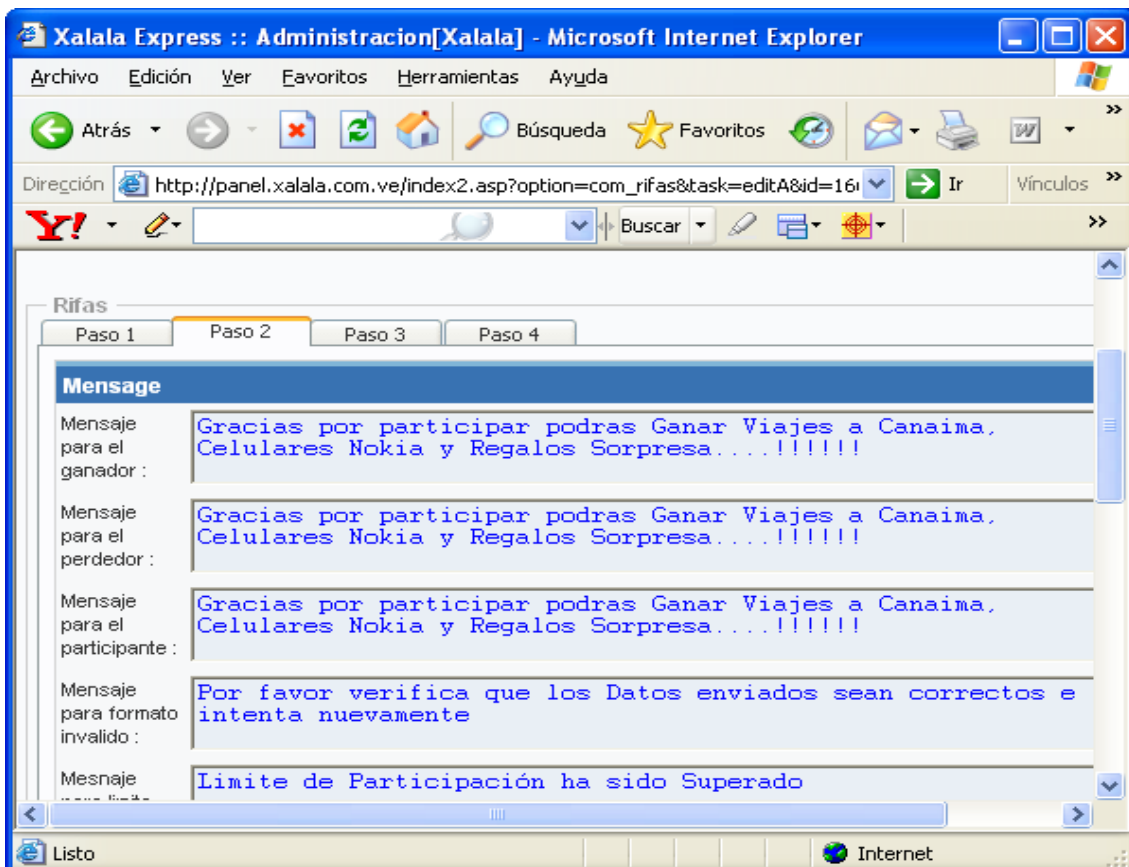 Xalala Express :: Administracion[Xalala] - Microsoft Internet Explorer
Archivo Edición Ver Favoritos Herramientas Ayuda
Atrás Búsqueda Favoritos
Dirección http://panel.xalala.com.ve/index2.asp?option=com_rifas&task=editA&id=16 Ir Vínculos
Y! Buscar
Rifas
Paso 1 Paso 2 Paso 3 Paso 4
Mensage
Mensaje
para el
ganador :
Gracias por participar podras Ganar Viajes a Canaima,
Celulares Nokia y Regalos Sorpresa....!!!!!!
Mensaje
para el
perdedor :
Gracias por participar podras Ganar Viajes a Canaima,
Celulares Nokia y Regalos Sorpresa....!!!!!!
Mensaje
para el
participante :
Gracias por participar podras Ganar Viajes a Canaima,
Celulares Nokia y Regalos Sorpresa....!!!!!!
Mensaje
para formato
invalido :
Por favor verifica que los Datos enviados sean correctos e
intenta nuevamente
Mesnaje
Limite de Participación ha sido Superado
Listo Internet